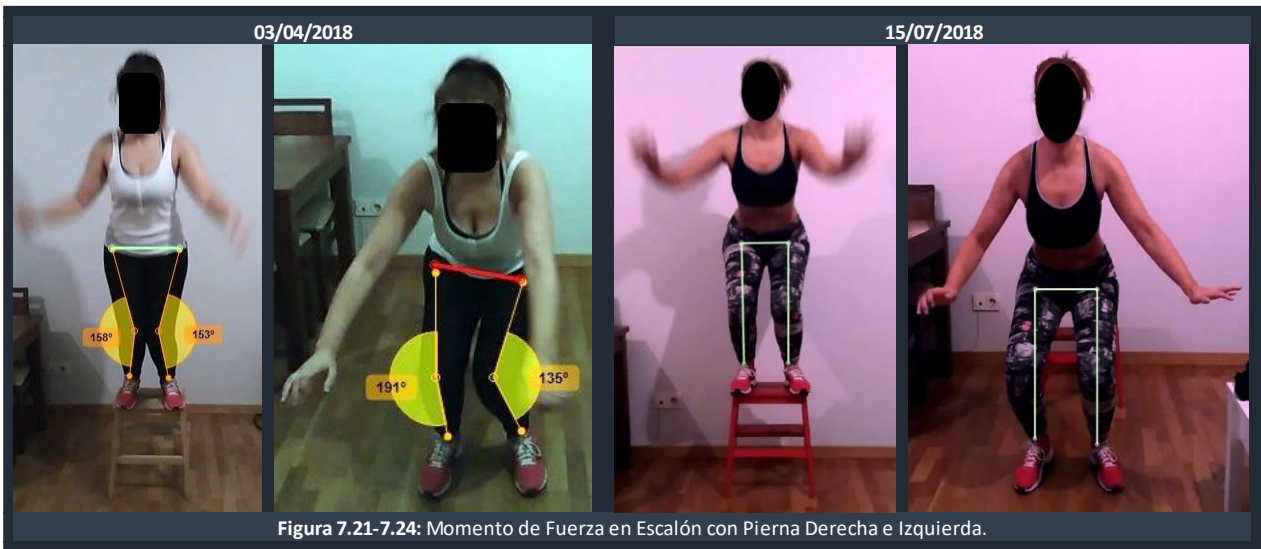 03/04/2018
15/07/2018
158º
153º
191º
135º
Figura 7.21-7.24: Momento de Fuerza en Escalón con Pierna Derecha e Izquierda.